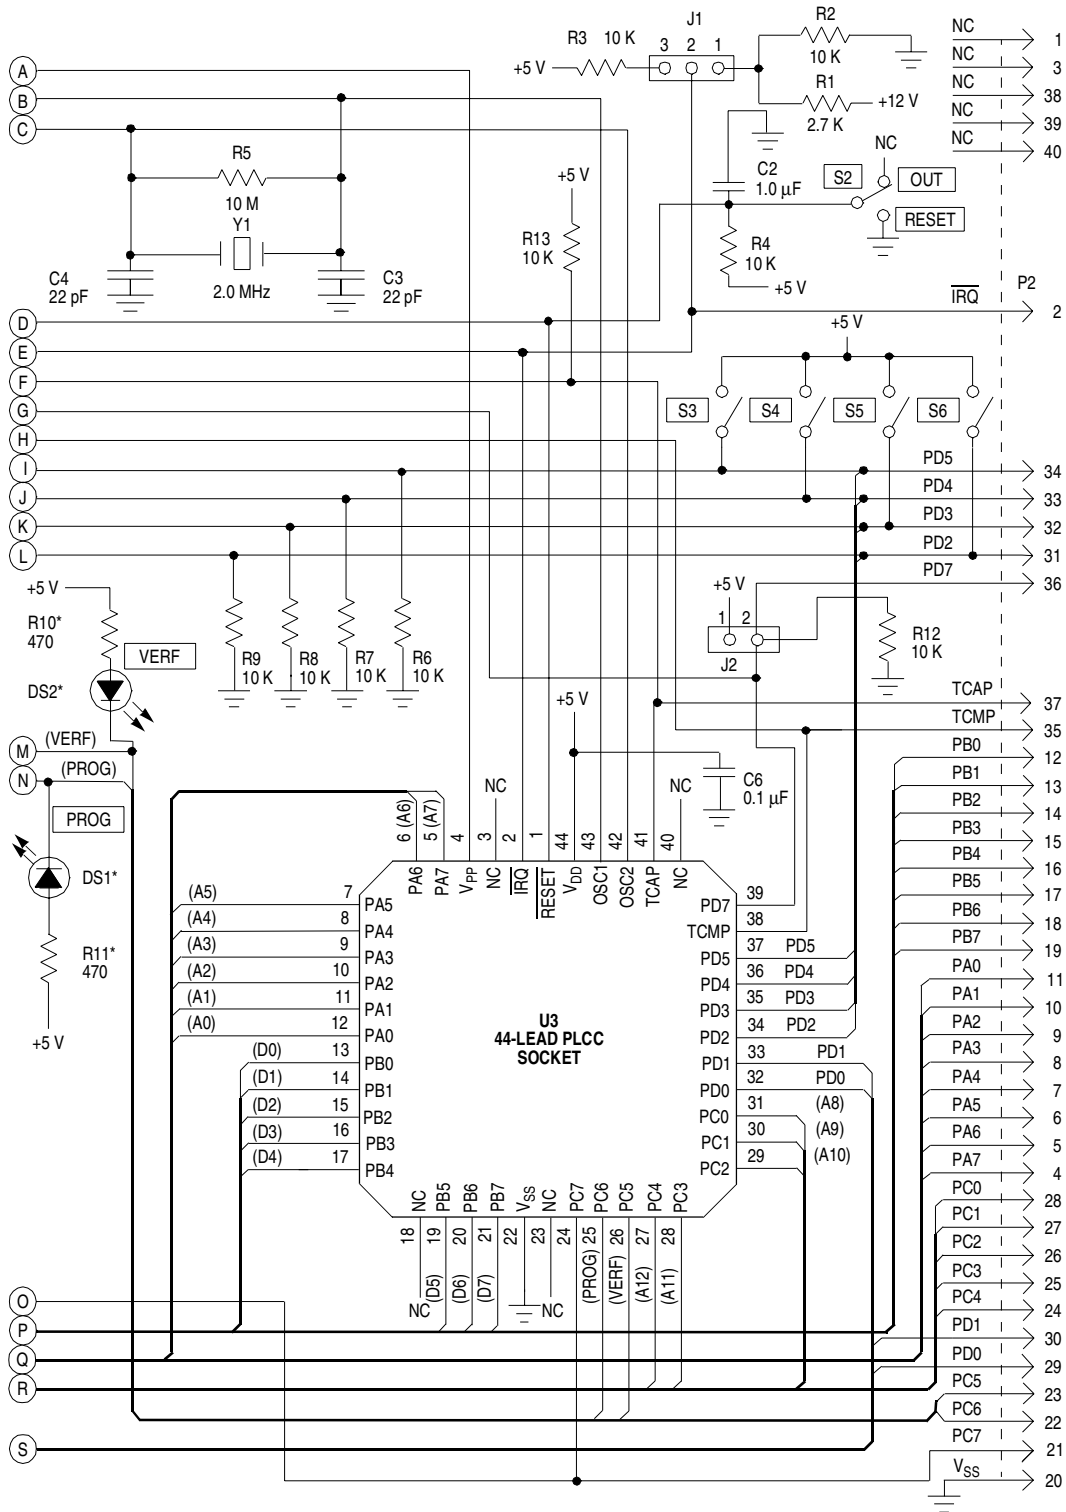 J1
R2
R3 10 K
3 2 1
10 K
+5 V
R1
+12 V
2.7 K
NC 1
NC 3
NC 38
NC 39
NC 40
A
B
C
R5
10 M
Y1
2.0 MHz
C4
22 pF
C3
22 pF
+5 V
R13
10 K
C2
1.0 µF
NC
S2
OUT
RESET
R4
10 K
+5 V
P2
IRQ 2
D
E
F
G
H
I
J
K
L
+5 V
S3
S4
S5
S6
PD5 34
PD4 33
PD3 32
PD2 31
PD7 36
+5 V
R10*
470
VERF
DS2*
R9
10 K
R8
10 K
R7
10 K
R6
10 K
+5 V
1 2
J2
R12
10 K
+5 V
C6
0.1 µF
TCAP 37
TCMP 35
M
(VERF)
N
(PROG)
PROG
DS1*
R11*
470
+5 V
PB0 12
PB1 13
PB2 14
PB3 15
PB4 16
PB5 17
PB6 18
PB7 19
PA0 11
PA1 10
PA2 9
PA3 8
PA4 7
PA5 6
PA6 5
PA7 4
PC0 28
PC1 27
PC2 26
PC3 25
PC4 24
PD1 30
PD0 29
PC5 23
PC6 22
PC7 21
VSS 20
NC
NC
6 (A6)
5 (A7)
4
3
2
1
44
43
42
41
40
PA6
PA7
VPP
NC
IRQ
RESET
VDD
OSC1
OSC2
TCAP
NC
(A5) 7 PA5
(A4) 8 PA4
(A3) 9 PA3
(A2) 10 PA2
(A1) 11 PA1
(A0) 12 PA0
(D0) 13 PB0
(D1) 14 PB1
(D2) 15 PB2
(D3) 16 PB3
(D4) 17 PB4
U3
44-LEAD PLCC
SOCKET
PD7 39
TCMP 38
PD5 37 PD5
PD4 36 PD4
PD3 35 PD3
PD2 34 PD2
PD1 33 PD1
PD0 32 PD0
PC0 31 (A8)
PC1 30 (A9)
PC2 29 (A10)
NC
PB5
PB6
PB7
VSS
NC
PC7
PC6
PC5
PC4
PC3
18
19
20
21
22
23
24
25
26
27
28
NC
(D5)
(D6)
(D7)
NC
(PROG)
(VERF)
(A12)
(A11)
O
P
Q
R
S